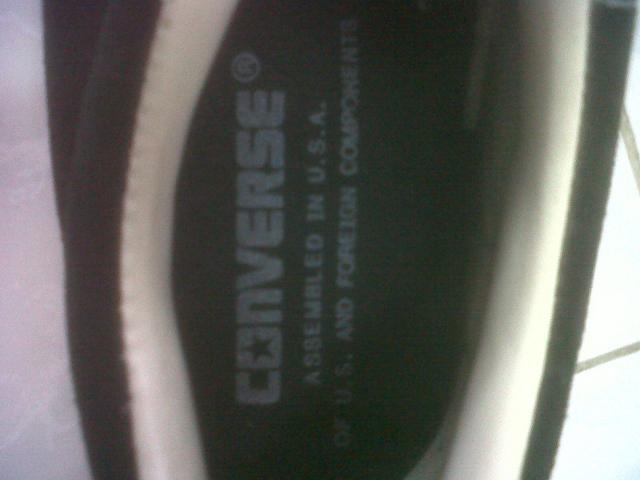 CONVERSE®
ASSEMBLED IN U.S.A.
OF U.S. AND FOREIGN COMPONENTS